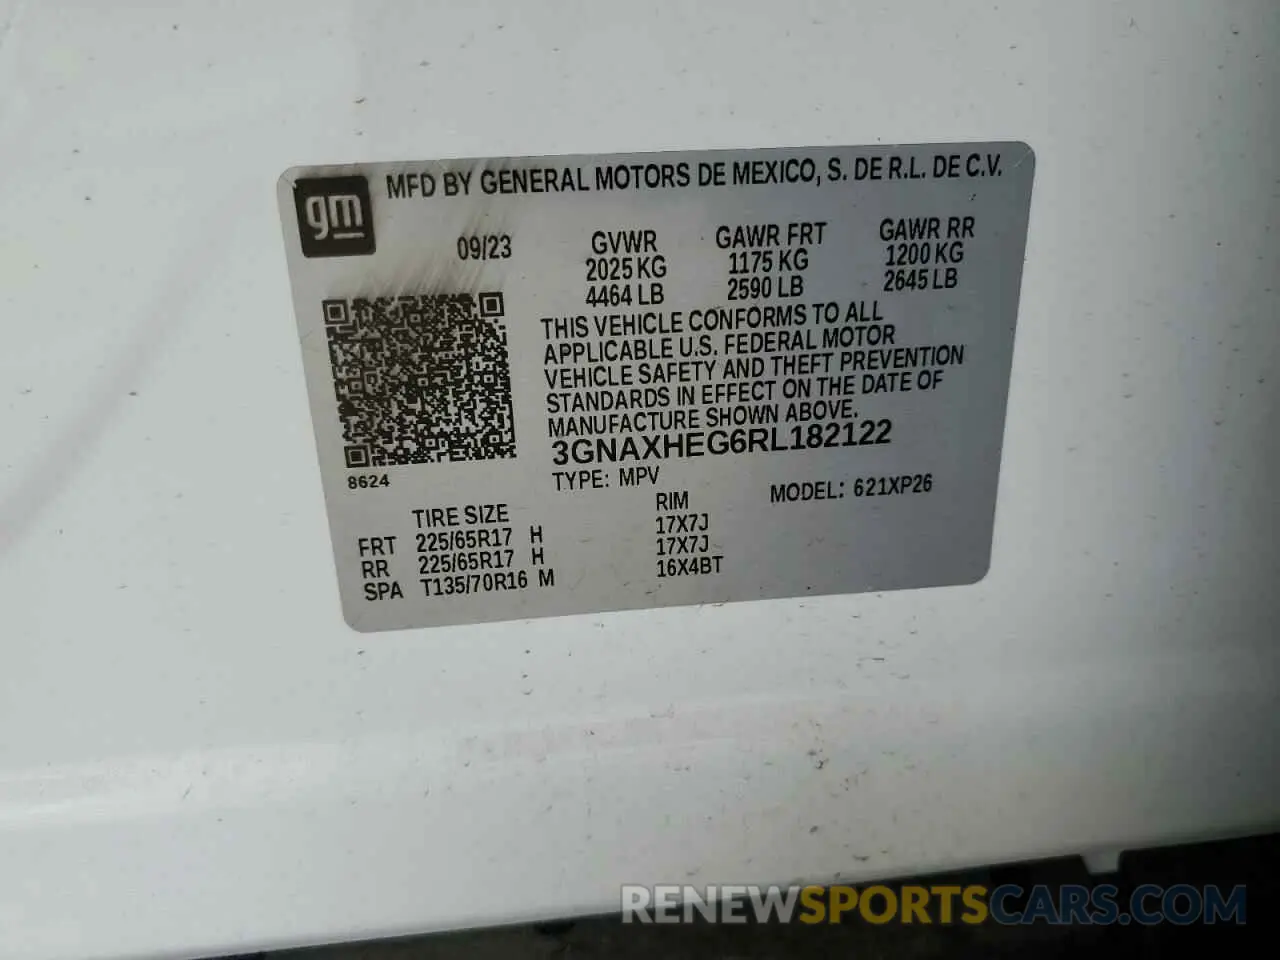 gm
MFD BY GENERAL MOTORS DE MEXICO, S. DE R.L. DE C.V.
09/23
GVWR GAWR FRT GAWR RR
2025 KG 1175 KG 1200 KG
4464 LB 2590 LB 2645 LB
THIS VEHICLE CONFORMS TO ALL
APPLICABLE U.S. FEDERAL MOTOR
VEHICLE SAFETY AND THEFT PREVENTION
STANDARDS IN EFFECT ON THE DATE OF
MANUFACTURE SHOWN ABOVE.
3GNAXHEG6RL182122
8624
TYPE: MPV MODEL: 621XP26
TIRE SIZE RIM
FRT 225/65R17 H 17X7J
RR 225/65R17 H 17X7J
SPA T135/70R16 M 16X4BT
RENEWSPORTSCARS.COM